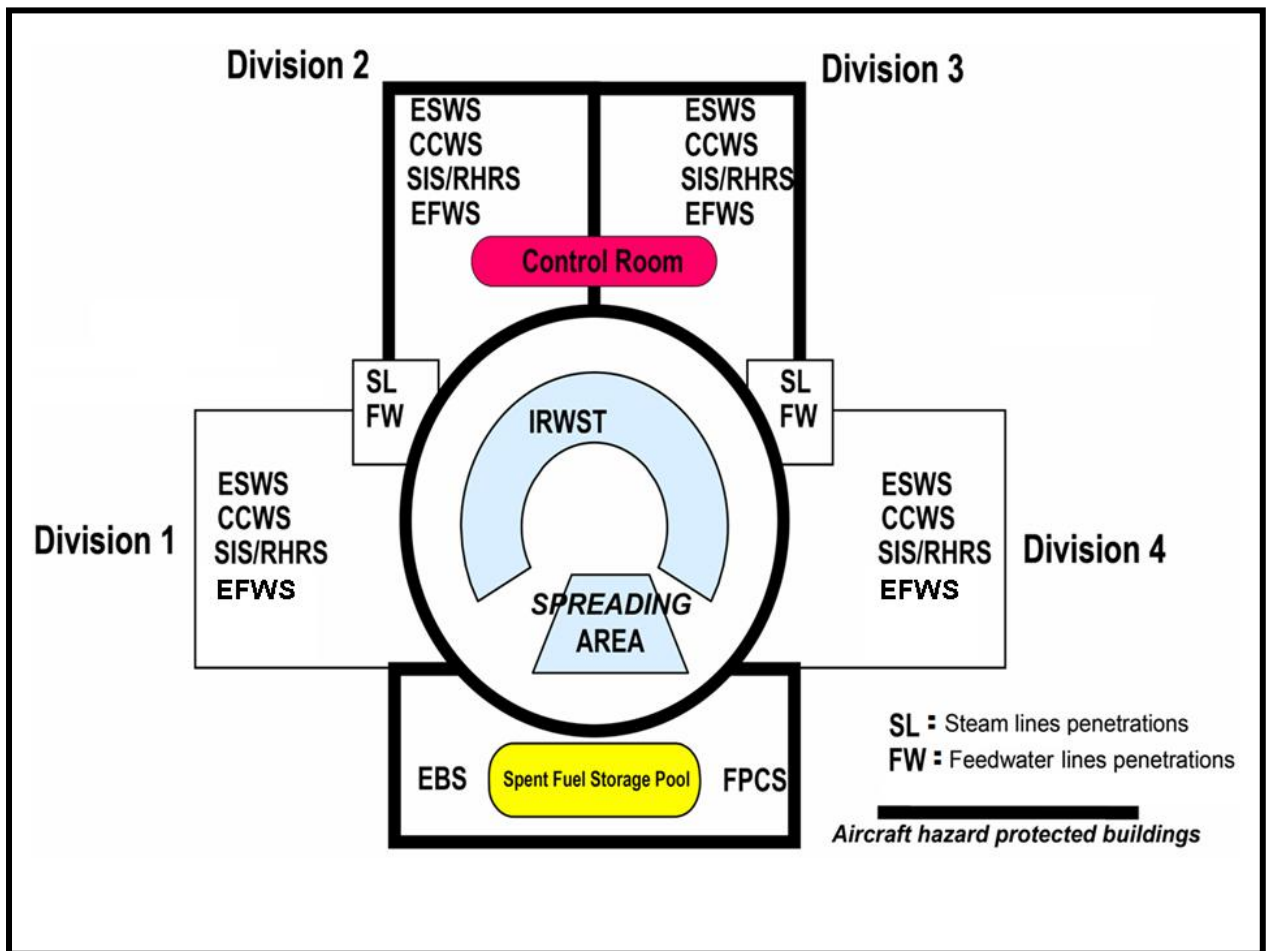 Division 2
Division 3
ESWS
CCWS
SIS/RHRS
EFWS
ESWS
CCWS
SIS/RHRS
EFWS
Control Room
SL
FW
SL
FW
IRWST
Division 1
ESWS
CCWS
SIS/RHRS
EFWS
ESWS
CCWS
SIS/RHRS
EFWS
Division 4
SPREADING
AREA
EBS
Spent Fuel Storage Pool
FPCS
SL : Steam lines penetrations
FW : Feedwater lines penetrations
Aircraft hazard protected buildings